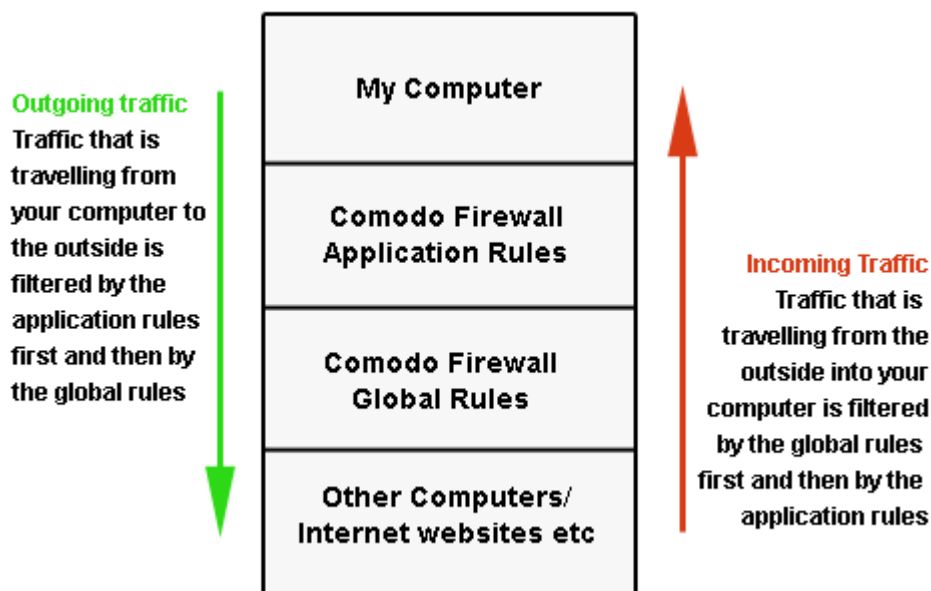 Outgoing traffic
Traffic that is
travelling from
your computer to
the outside is
filtered by the
application rules
first and then by
the global rules
My Computer
Comodo Firewall
Application Rules
Comodo Firewall
Global Rules
Other Computers/
Internet websites etc
Incoming Traffic
Traffic that is
travelling from the
outside into your
computer is filtered
by the global rules
first and then by the
application rules